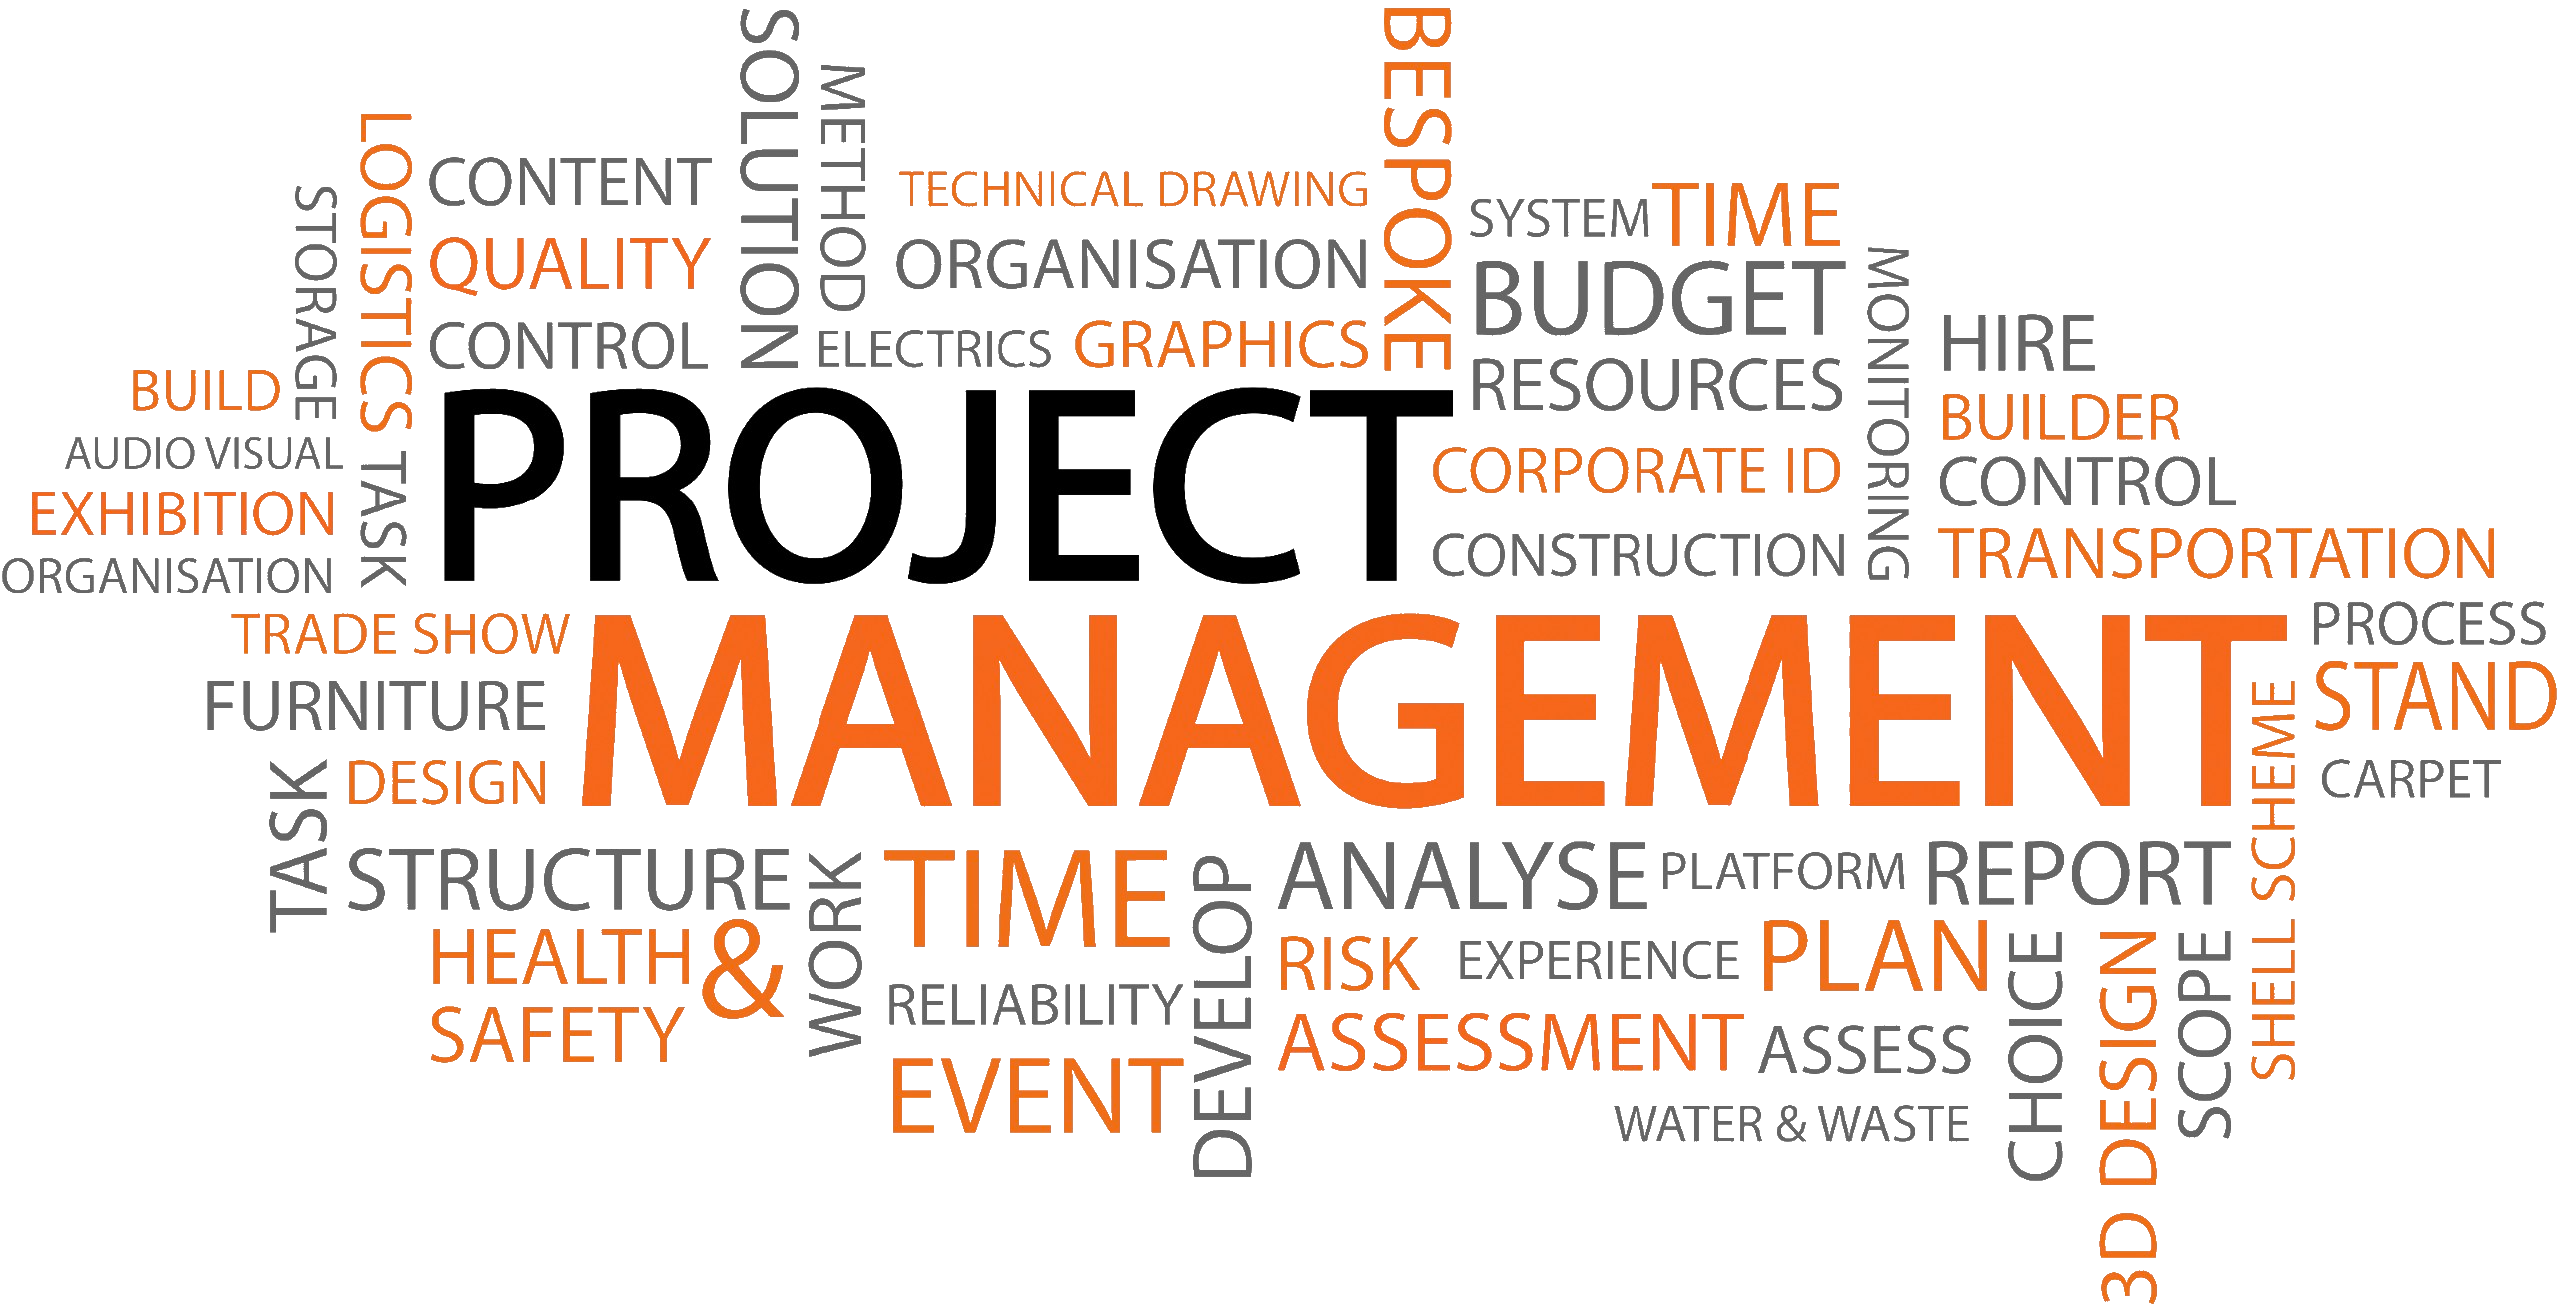 SOLUTION
METHOD
BESPOKE
LOGISTICS
STORAGE
CONTENT
QUALITY
CONTROL
TECHNICAL DRAWING
ORGANISATION
ELECTRICS
GRAPHICS
SYSTEM
TIME
BUDGET
RESOURCES
MONITORING
HIRE
BUILDER
CONTROL
TRANSPORTATION
CORPORATE ID
CONSTRUCTION
BUILD
AUDIO VISUAL
EXHIBITION
ORGANISATION
TASK
PROJECT
MANAGEMENT
TRADE SHOW
FURNITURE
DESIGN
TASK
STRUCTURE
HEALTH &
SAFETY
WORK
TIME
RELIABILITY
EVENT
DEVELOP
ANALYSE
PLATFORM
REPORT
RISK
ASSESSMENT
EXPERIENCE
PLAN
ASSESS
WATER & WASTE
CHOICE
3D DESIGN
SCOPE
SHELL SCHEME
PROCESS
STAND
CARPET